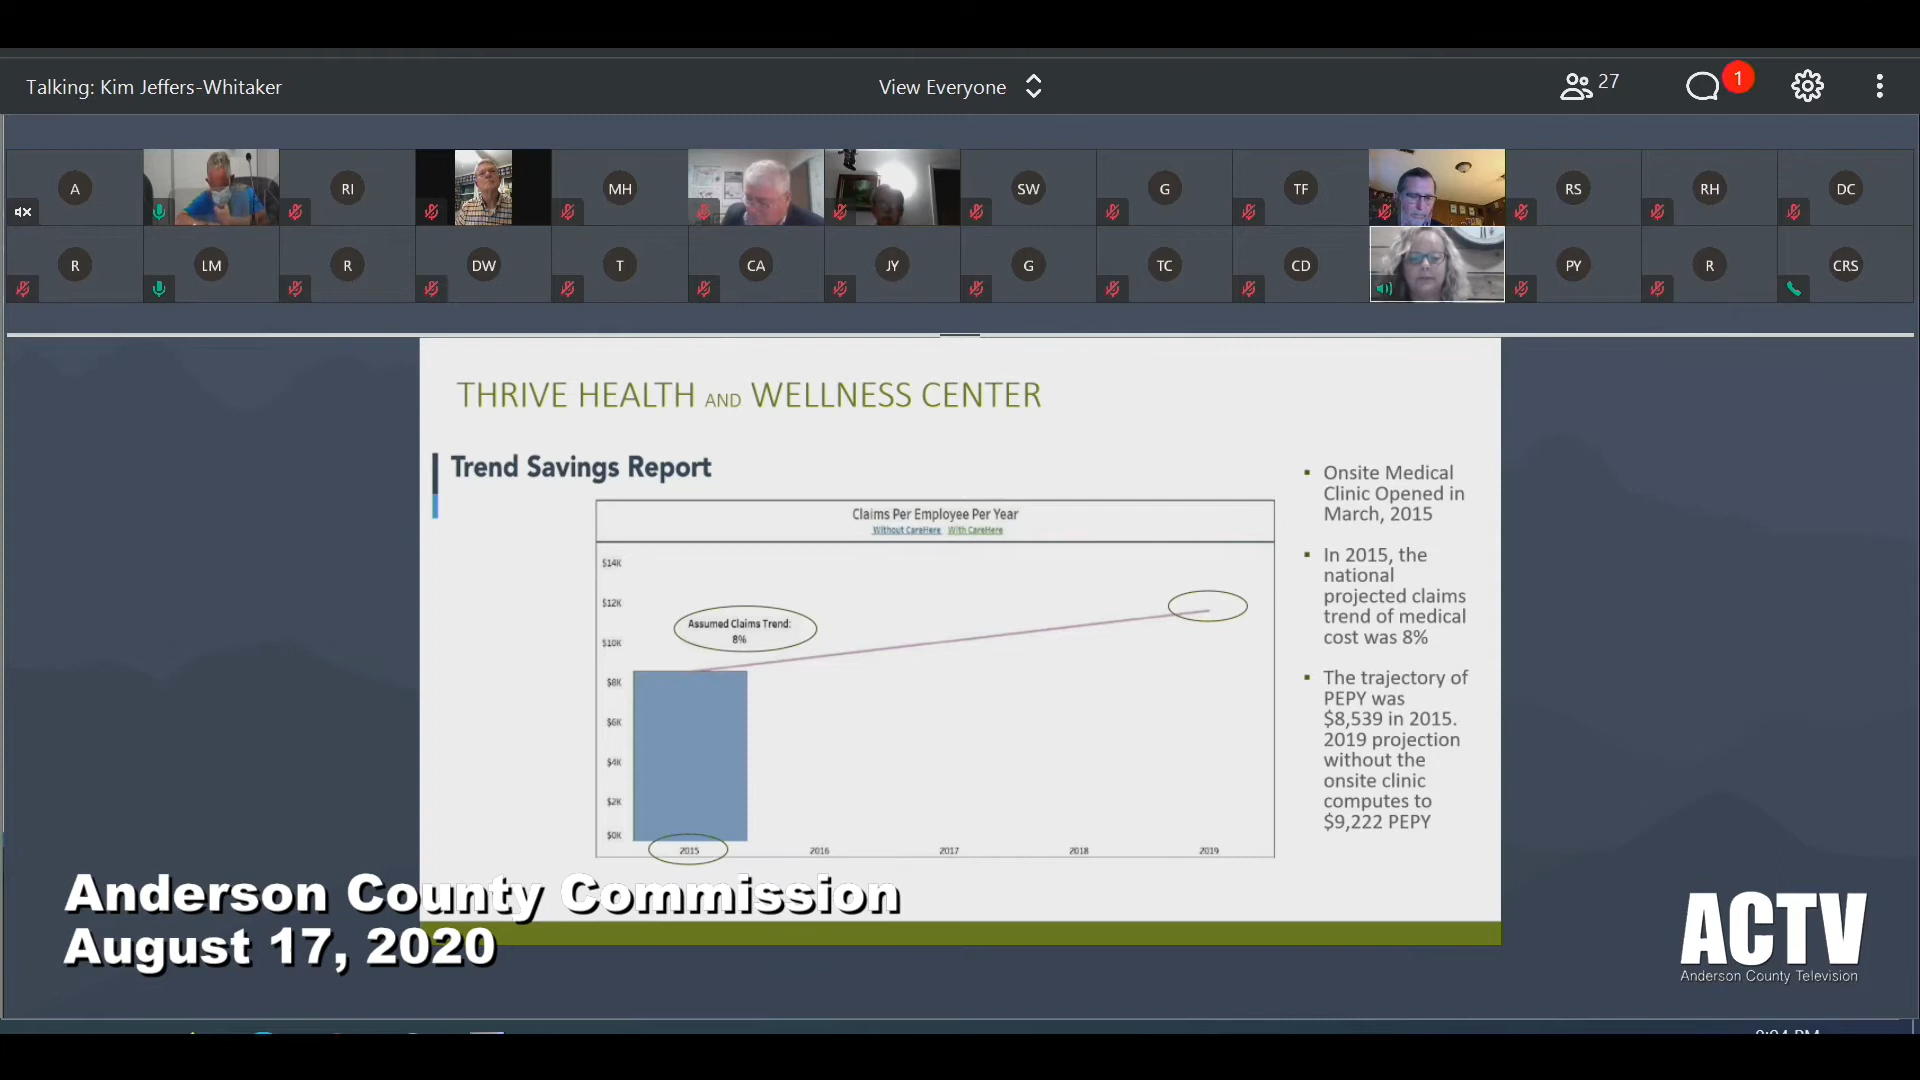 Talking: Kim Jeffers-Whitaker
View Everyone
27
1
A
RI
MH
SW
G
TF
RS
RH
DC
R
LM
R
DW
T
CA
JY
G
TC
CD
PY
R
CRS
THRIVE HEALTH AND WELLNESS CENTER
Trend Savings Report
Claims Per Employee Per Year
Without CareHere With CareHere
$14K
$12K
$10K
$8K
$6K
$4K
$2K
$0K
Assumed Claims Trend:
8%
2015
2016
2017
2018
2019
▪ Onsite Medical
Clinic Opened in
March, 2015
▪ In 2015, the
national
projected claims
trend of medical
cost was 8%
▪ The trajectory of
PEPY was
$8,539 in 2015.
2019 projection
without the
onsite clinic
computes to
$9,222 PEPY
Anderson County Commission
August 17, 2020
ACTV
Anderson County Television